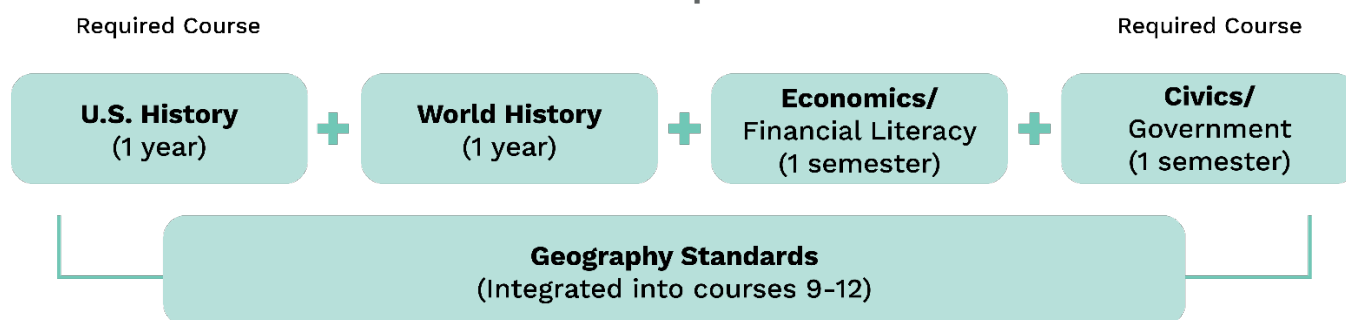 Required Course
Required Course
U.S. History
(1 year)
World History
(1 year)
Economics/
Financial Literacy
(1 semester)
Civics/
Government
(1 semester)
Geography Standards
(Integrated into courses 9-12)